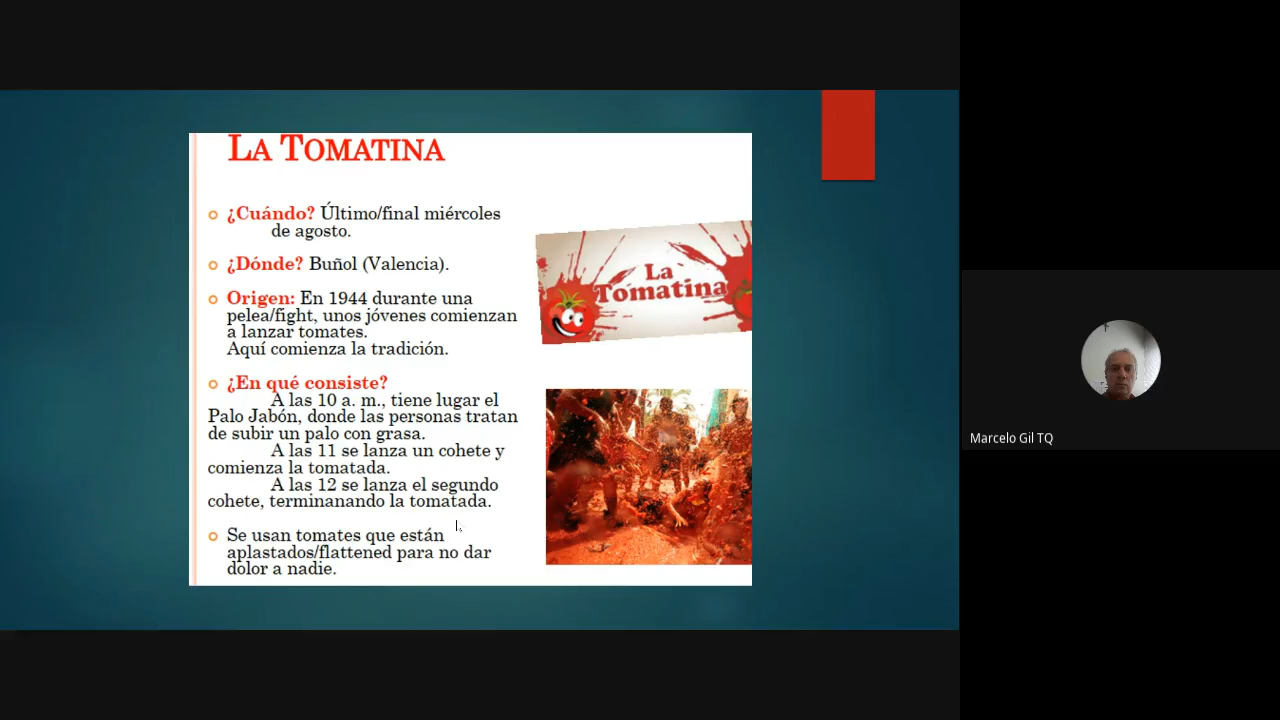 LA TOMATINA
¿Cuándo? Último/final miércoles
de agosto.
¿Dónde? Buñol (Valencia).
Origen: En 1944 durante una
pelea/fight, unos jóvenes comienzan
a lanzar tomates.
Aquí comienza la tradición.
¿En qué consiste?
A las 10 a. m., tiene lugar el
Palo Jabón, donde las personas tratan
de subir un palo con grasa.
A las 11 se lanza un cohete y
comienza la tomatada.
A las 12 se lanza el segundo
cohete, terminanando la tomatada.
Se usan tomates que están
aplastados/flattened para no dar
dolor a nadie.
La
Tomatina
Marcelo Gil TQ